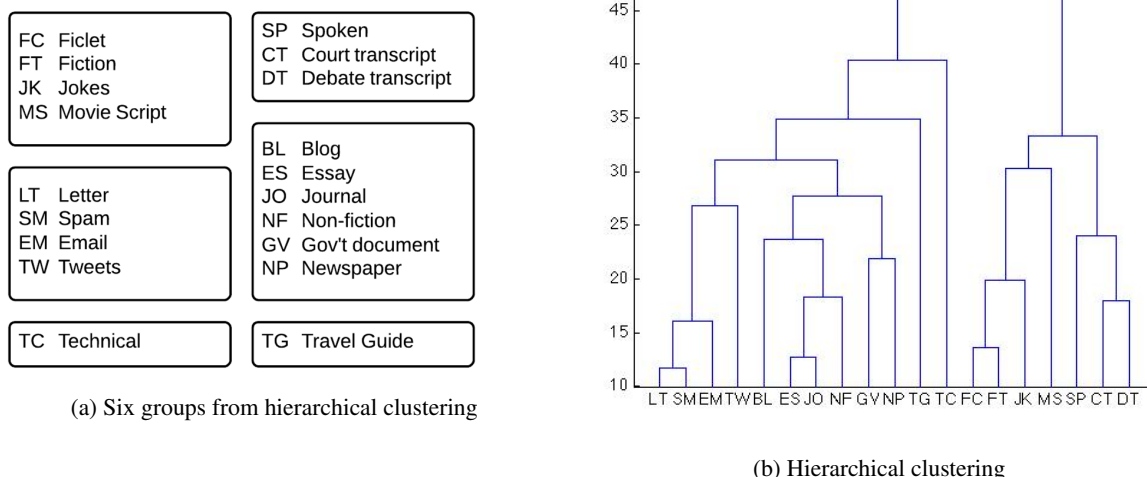 FC Ficlet
FT Fiction
JK Jokes
MS Movie Script
LT Letter
SM Spam
EM Email
TW Tweets
TC Technical
SP Spoken
CT Court transcript
DT Debate transcript
BL Blog
ES Essay
JO Journal
NF Non-fiction
GV Gov't document
NP Newspaper
TG Travel Guide
(a) Six groups from hierarchical clustering
45
40
35
30
25
20
15
10
LT SM EM TW BL ES JO NF GV NP TG TC FC FT JK MS SP CT DT
(b) Hierarchical clustering